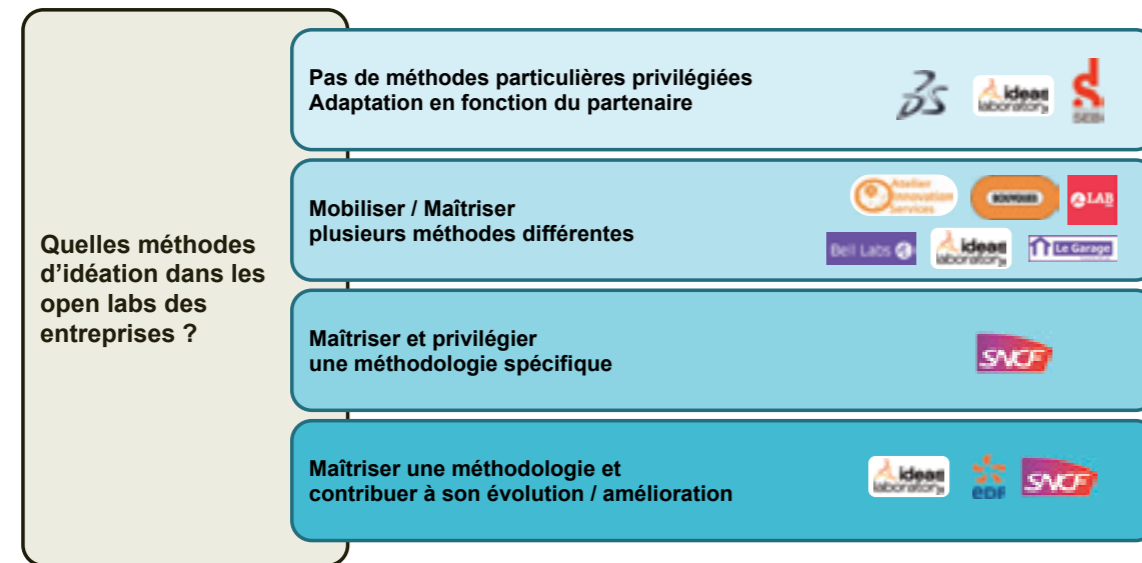 Pas de méthodes particulières privilégiées
Adaptation en fonction du partenaire
ideas
laboratory
SEB
Mobiliser / Maîtriser
plusieurs méthodes différentes
Atelier
Innovation
Services
BOUYGUES
LAB
Bell Labs
ideas
laboratory
Le Garage
Quelles méthodes
d’idéation dans les
open labs des
entreprises ?
Maîtriser et privilégier
une méthodologie spécifique
SNCF
Maîtriser une méthodologie et
contribuer à son évolution / amélioration
ideas
laboratory
eDF
SNCF